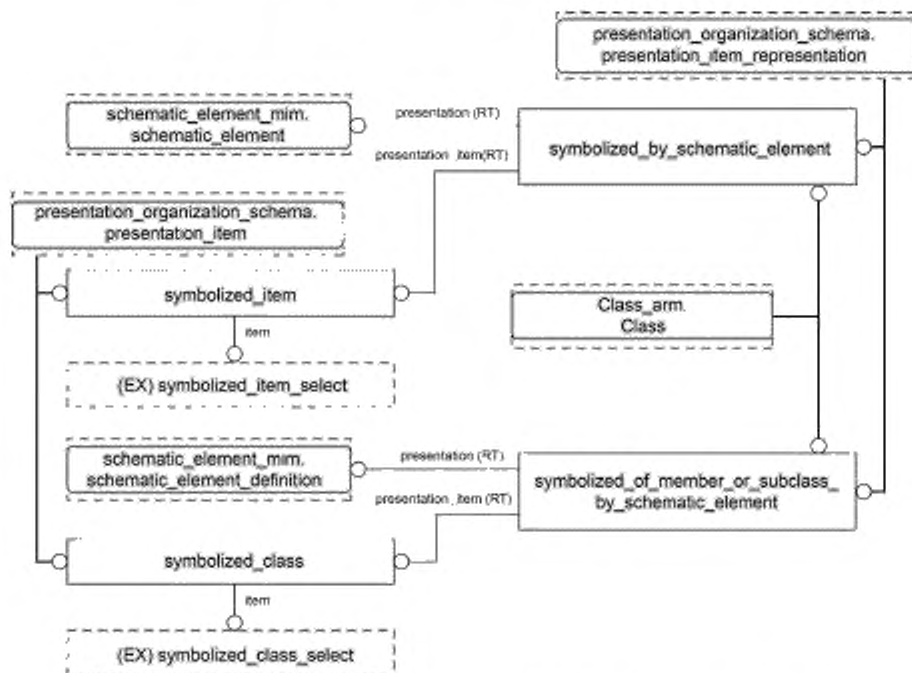 presentation_organization_schema.
presentation_item_representation
schematic_element_mim.
schematic_element
presentation (RT)
symbolized_by_schematic_element
presentation_item(RT)
presentation_organization_schema.
presentation_item
symbolized_item
Class_arm.
Class
item
(EX) symbolized_item_select
schematic_element_mim.
schematic_element_definition
presentation (RT)
symbolized_of_member_or_subclass_
by_schematic_element
presentation_item (RT)
symbolized_class
item
(EX) symbolized_class_select